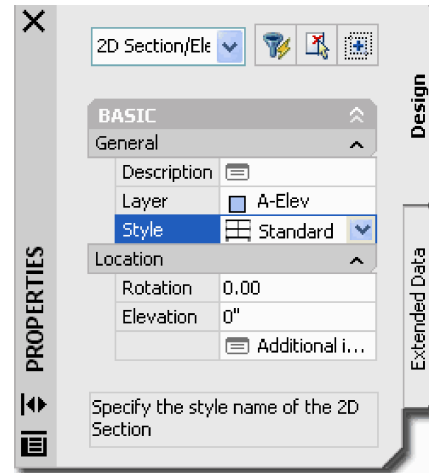 2D Section/Ele
BASIC
General
Description
Layer A-Elev
Style Standard
Location
Rotation 0.00
Elevation 0"
Additional i...
Specify the style name of the 2D
Section
PROPERTIES
Design
Extended Data